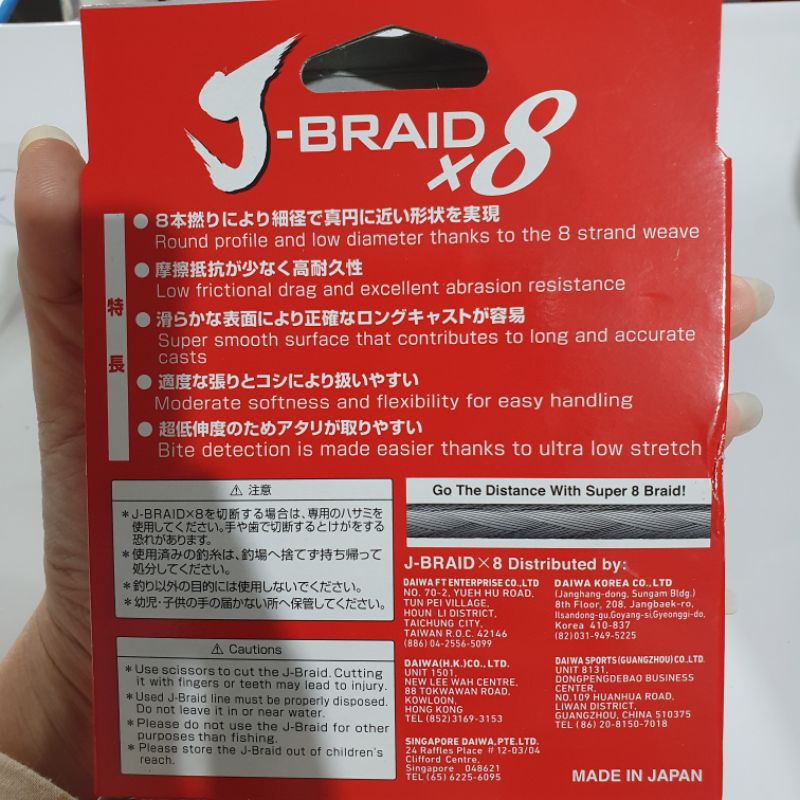 J-BRAID
×8
特長
● 8本撚りにより細径で真円に近い形状を実現
Round profile and low diameter thanks to the 8 strand weave
● 摩擦抵抗が少なく高耐久性
Low frictional drag and excellent abrasion resistance
● 滑らかな表面により正確なロングキャストが容易
Super smooth surface that contributes to long and accurate
casts
● 適度な張りとコシにより扱いやすい
Moderate softness and flexibility for easy handling
● 超低伸度のためアタリが取りやすい
Bite detection is made easier thanks to ultra low stretch
⚠ 注意
*J-BRAID×8を切断する場合は、専用のハサミを
使用してください。手や歯で切断するとけがをする
恐れがあります。
*使用済みの釣糸は、釣場へ捨てず持ち帰って
処分してください。
*釣り以外の目的には使用しないでください。
*幼児・子供の手の届かない所へ保管してください。
⚠ Cautions
*Use scissors to cut the J-Braid. Cutting
it with fingers or teeth may lead to injury.
*Used J-Braid line must be properly disposed.
Do not leave it in or near water.
*Please do not use the J-Braid for other
purposes than fishing.
*Please store the J-Braid out of children's
reach.
Go The Distance With Super 8 Braid!
J-BRAID×8 Distributed by:
DAIWA FT ENTERPRISE CO.,LTD
NO. 70-2, YUEH HU ROAD,
TUN PEI VILLAGE,
HOUN LI DISTRICT,
TAICHUNG CITY,
TAIWAN R.O.C. 42146
(886) 04-2556-5099
DAIWA(H.K.)CO., LTD.
UNIT 1501,
NEW LEE WAH CENTRE,
88 TOKWAWAN ROAD,
KOWLOON,
HONG KONG
TEL (852)3169-3153
SINGAPORE DAIWA,PTE.LTD.
24 Raffles Place #12-03/04
Clifford Centre,
Singapore 048621
TEL (65) 6225-6095
DAIWA KOREA CO.,LTD
(Janghang-dong, Sungam Bldg.)
8th Floor, 208, Jangbaek-ro,
Ilsandong-gu,Goyang-si,Gyeonggi-do,
Korea 410-837
(82)031-949-5225
DAIWA SPORTS(GUANGZHOU)CO.LTD.
UNIT 8131,
DONGPENGDEBAO BUSINESS
CENTER,
NO.109 HUANHUA ROAD,
LIWAN DISTRICT,
GUANGZHOU, CHINA 510375
TEL (86) 20-8150-7018
MADE IN JAPAN